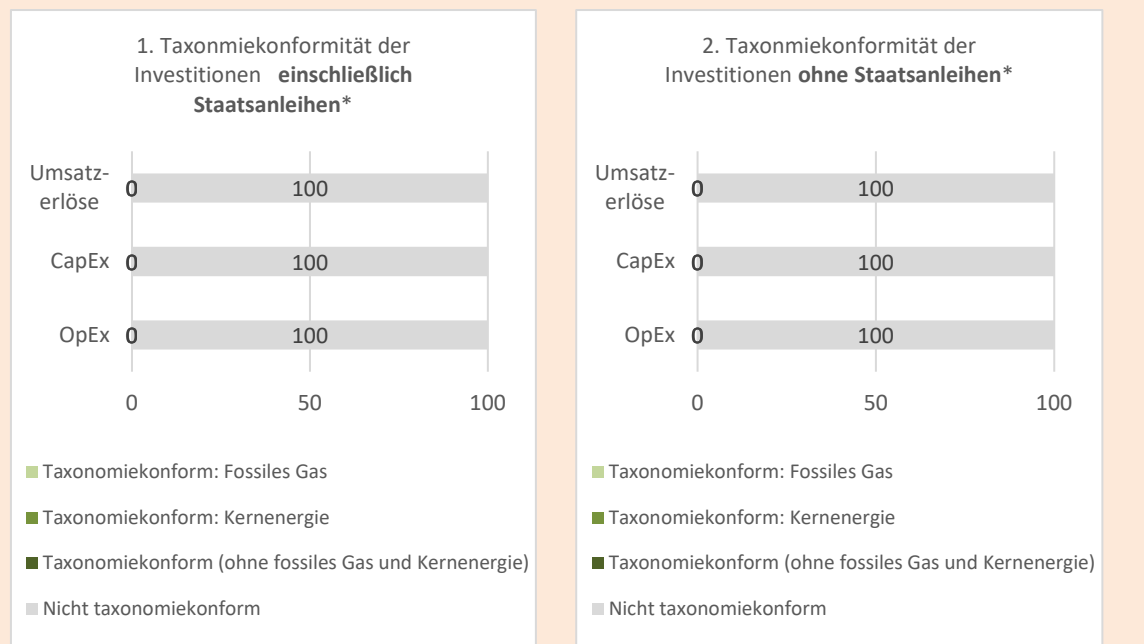 1. Taxonmiekonformität der
Investitionen einschließlich
Staatsanleihen*
Umsatz-
erlöse
0 100
CapEx 0 100
OpEx 0 100
0 50 100
Taxonomiekonform: Fossiles Gas
Taxonomiekonform: Kernenergie
Taxonomiekonform (ohne fossiles Gas und Kernenergie)
Nicht taxonomiekonform
2. Taxonmiekonformität der
Investitionen ohne Staatsanleihen*
Umsatz-
erlöse
0 100
CapEx 0 100
OpEx 0 100
0 50 100
Taxonomiekonform: Fossiles Gas
Taxonomiekonform: Kernenergie
Taxonomiekonform (ohne fossiles Gas und Kernenergie)
Nicht taxonomiekonform